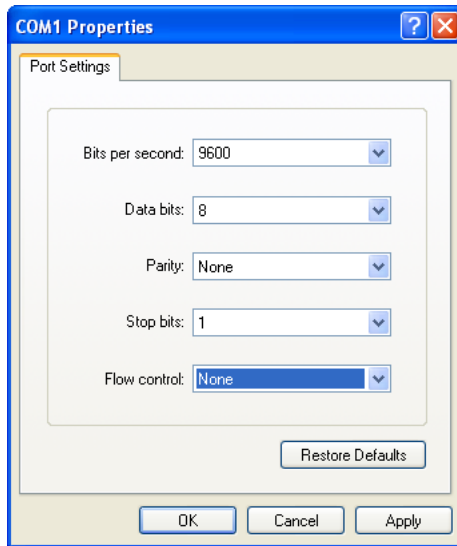 COM1 Properties
Port Settings
Bits per second: 9600
Data bits: 8
Parity: None
Stop bits: 1
Flow control: None
Restore Defaults
OK Cancel Apply